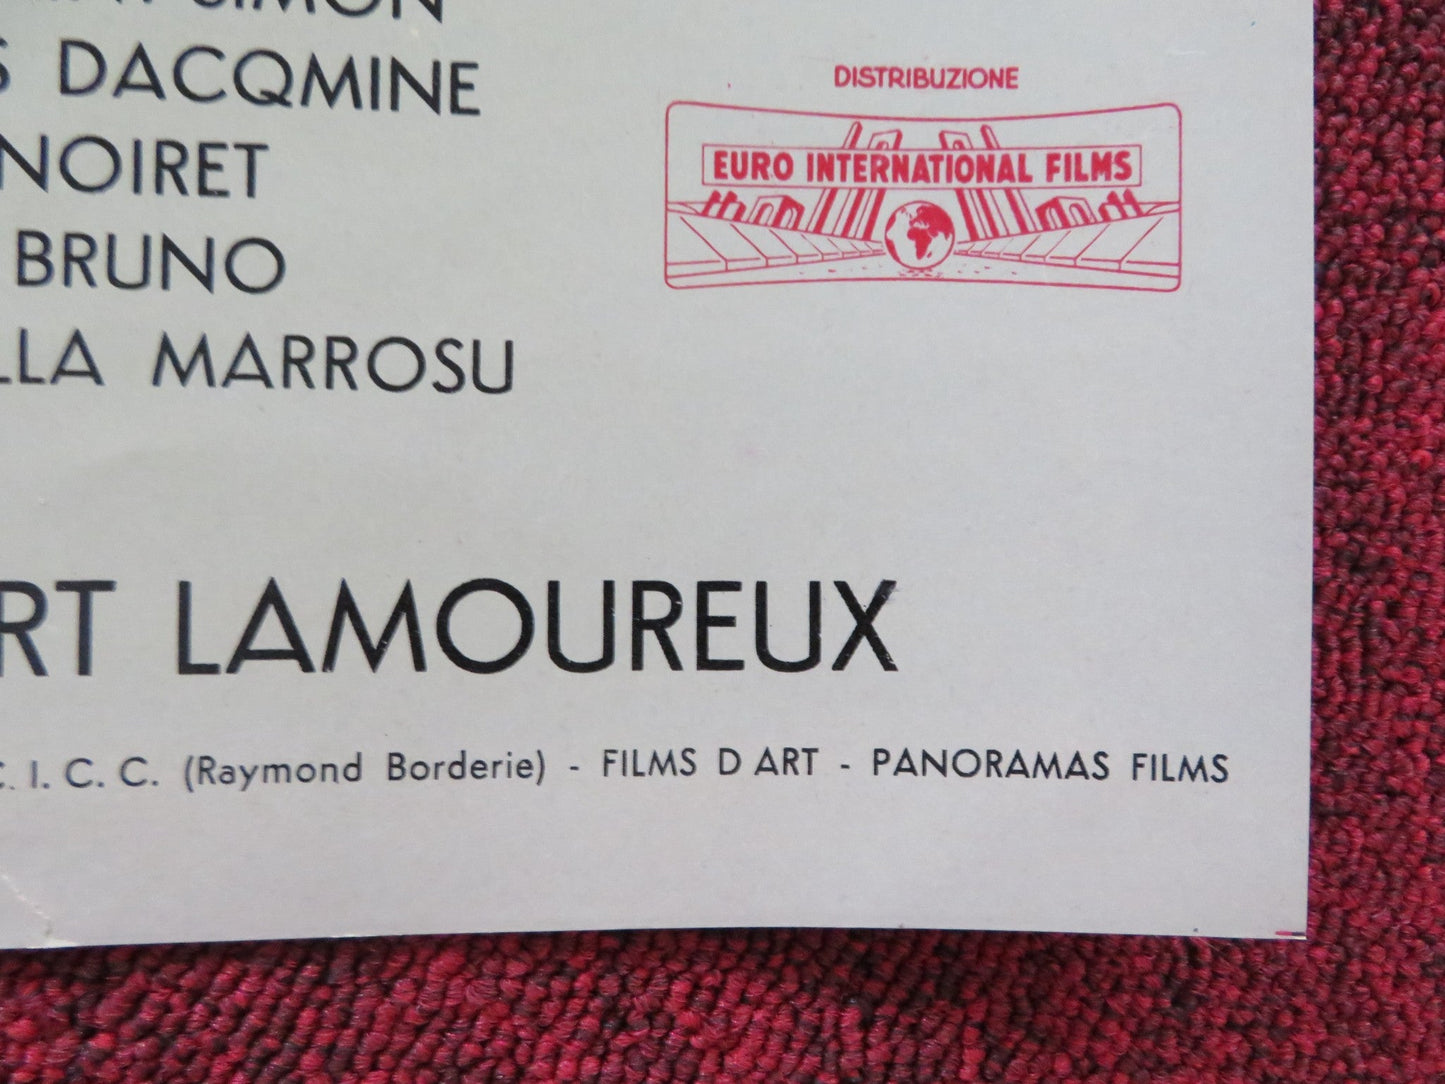 SIMON
DACQMINE
NOIRET
BRUNO
LLA MARROSU
DISTRIBUZIONE
EURO INTERNATIONAL FILMS
RT LAMOUREUX
C. I. C. C. (Raymond Borderie) - FILMS D ART - PANORAMAS FILMS